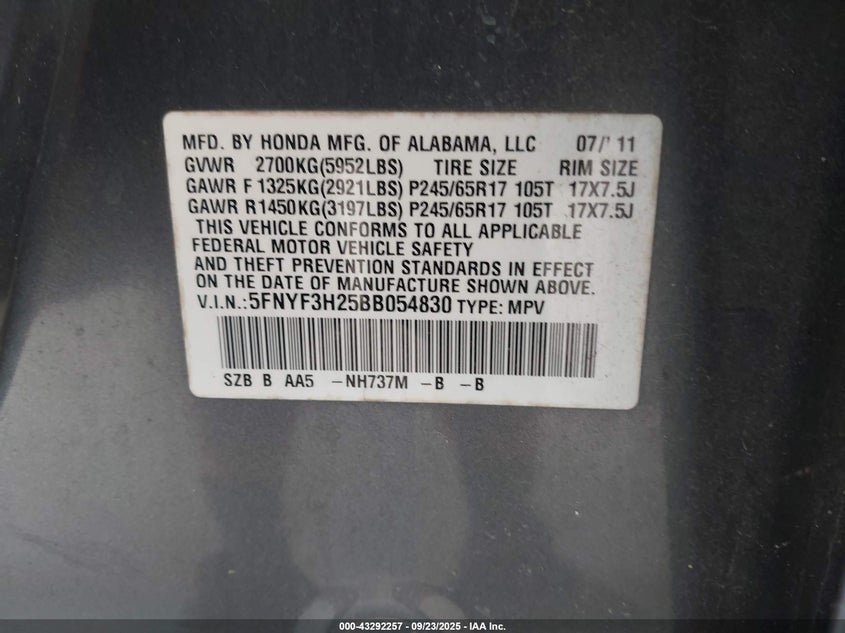 MFD. BY HONDA MFG. OF ALABAMA, LLC 07/' 11
GVWR 2700KG(5952LBS) TIRE SIZE RIM SIZE
GAWR F 1325KG(2921LBS) P245/65R17 105T 17X7.5J
GAWR R1450KG(3197LBS) P245/65R17 105T 17X7.5J
THIS VEHICLE CONFORMS TO ALL APPLICABLE
FEDERAL MOTOR VEHICLE SAFETY
AND THEFT PREVENTION STANDARDS IN EFFECT
ON THE DATE OF MANUFACTURE SHOWN ABOVE.
V.I.N.:5FNYF3H25BB054830 TYPE: MPV
SZB B AA5 -NH737M -B -B
000-43292257 - 09/23/2025 - IAA Inc.